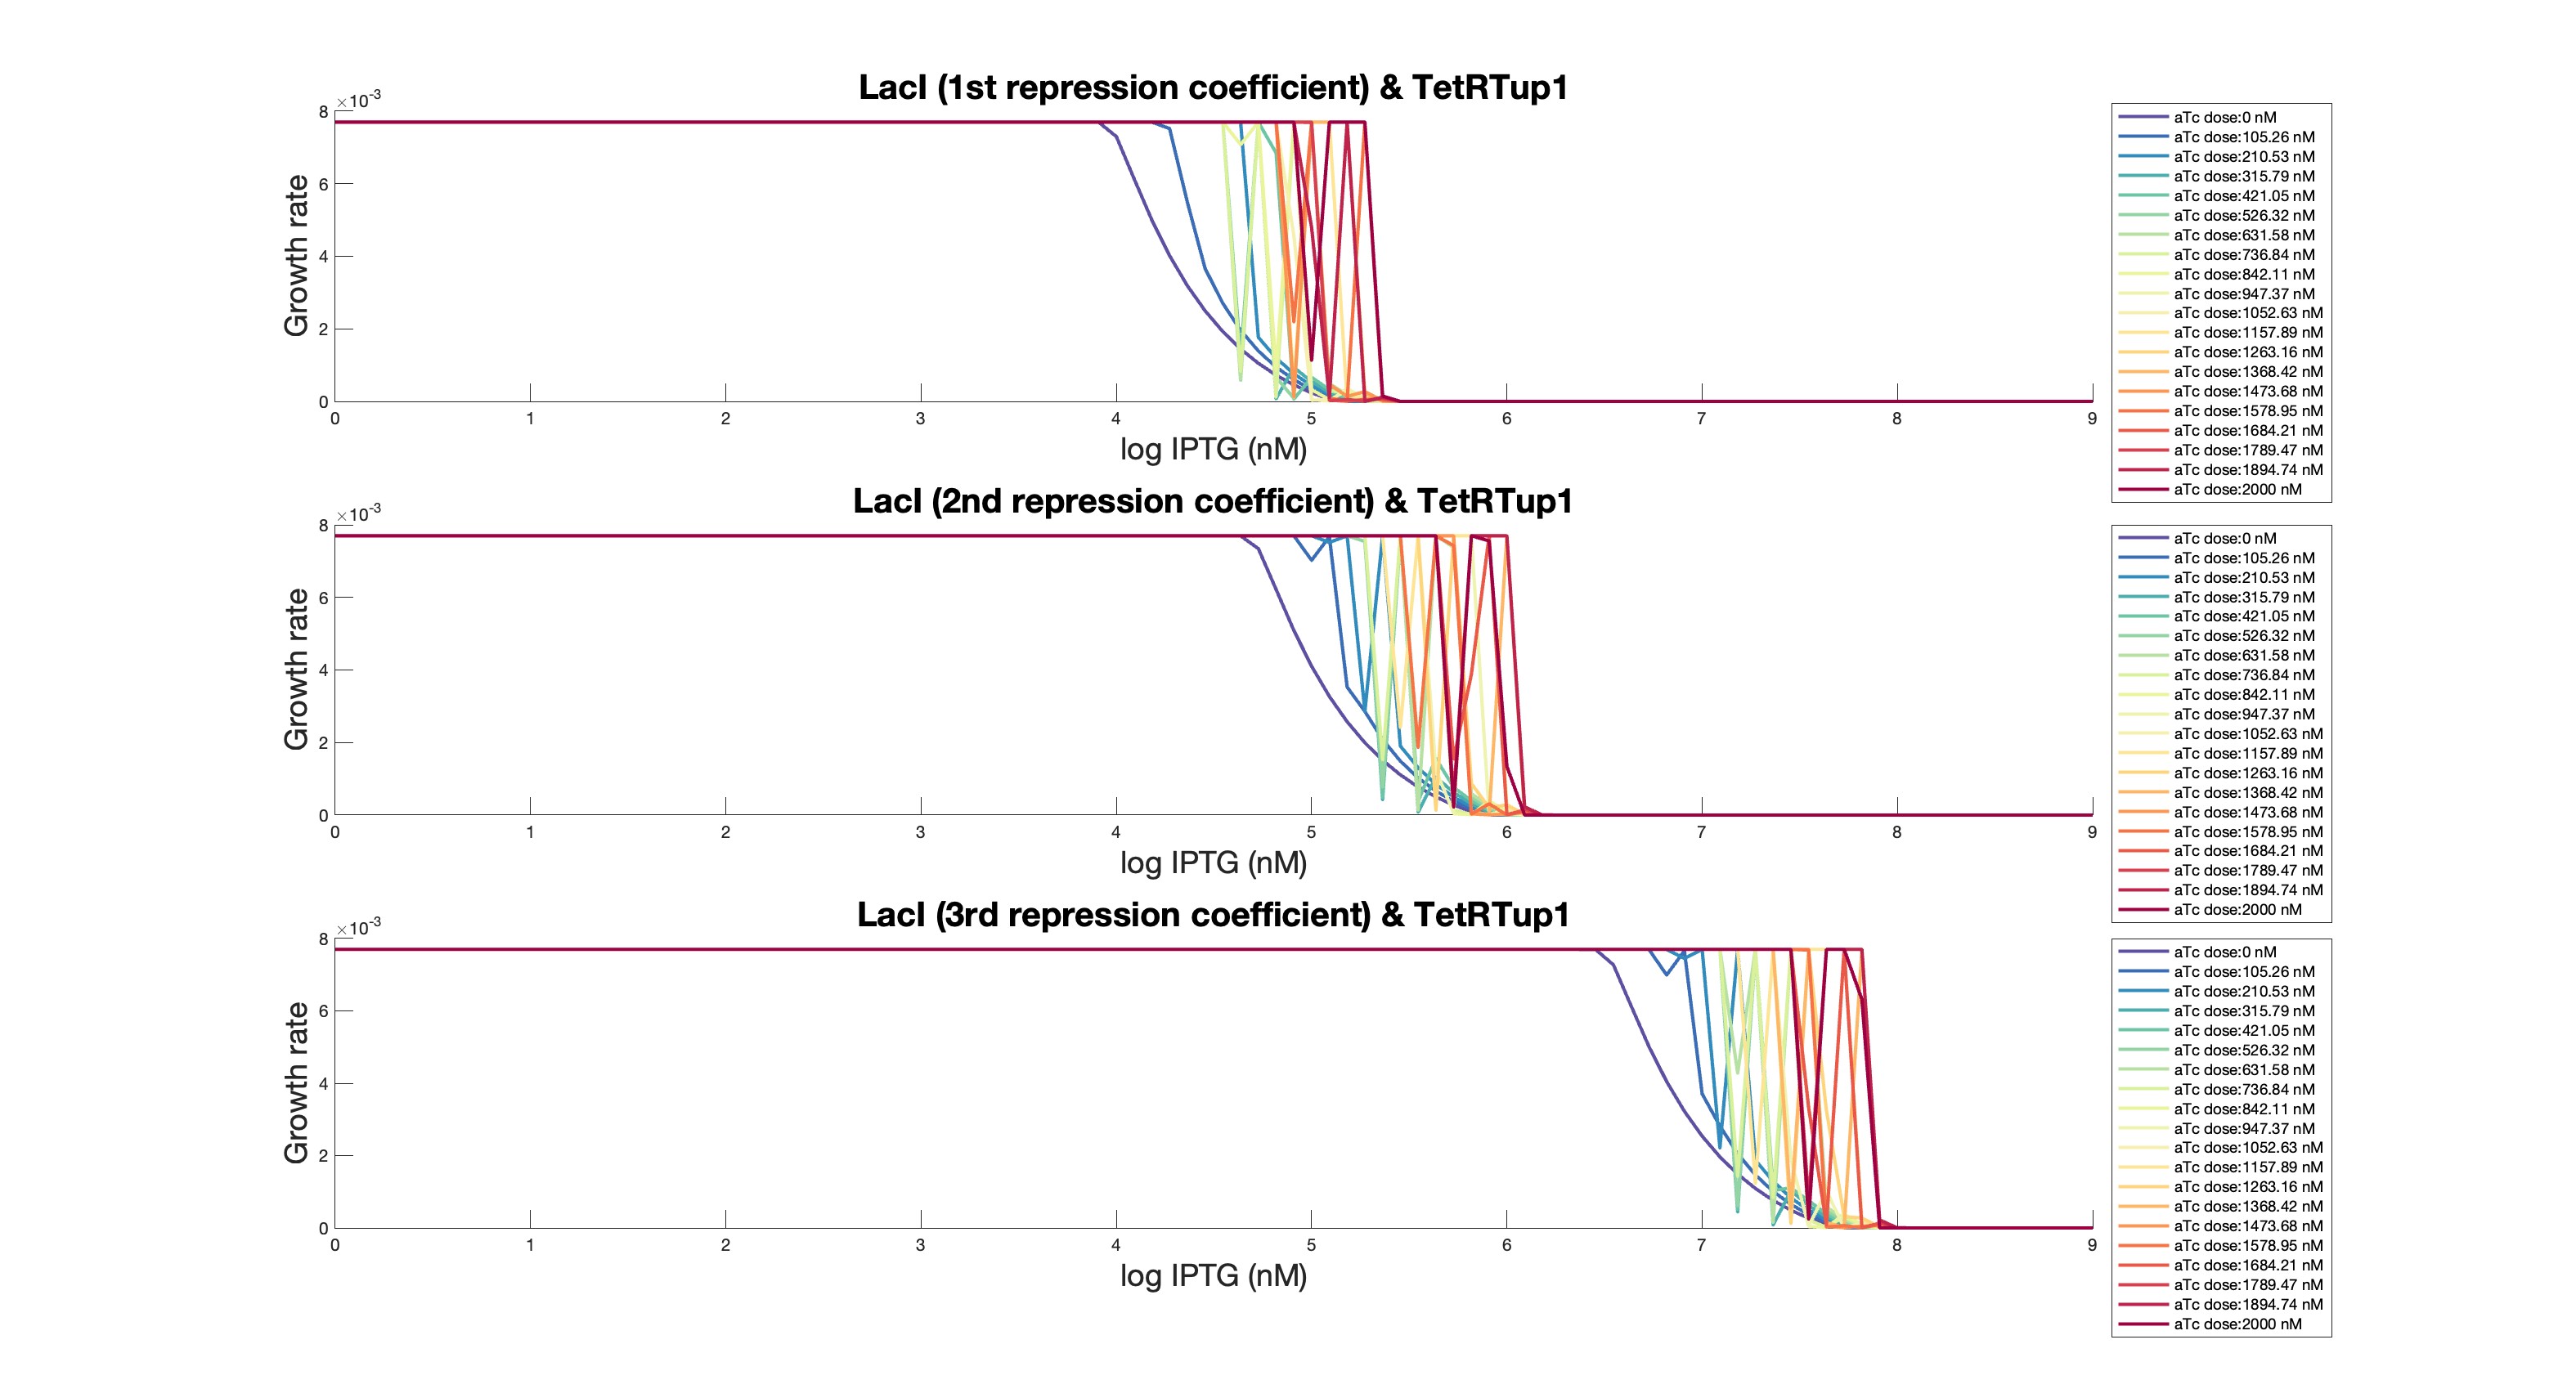 LacI (1st repression coefficient) & TetRTup1
×10-3
8
6
4
2
0
Growth rate
0 1 2 3 4 5 6 7 8 9
log IPTG (nM)
aTc dose:0 nM
aTc dose:105.26 nM
aTc dose:210.53 nM
aTc dose:315.79 nM
aTc dose:421.05 nM
aTc dose:526.32 nM
aTc dose:631.58 nM
aTc dose:736.84 nM
aTc dose:842.11 nM
aTc dose:947.37 nM
aTc dose:1052.63 nM
aTc dose:1157.89 nM
aTc dose:1263.16 nM
aTc dose:1368.42 nM
aTc dose:1473.68 nM
aTc dose:1578.95 nM
aTc dose:1684.21 nM
aTc dose:1789.47 nM
aTc dose:1894.74 nM
aTc dose:2000 nM
LacI (2nd repression coefficient) & TetRTup1
×10-3
8
6
4
2
0
Growth rate
0 1 2 3 4 5 6 7 8 9
log IPTG (nM)
aTc dose:0 nM
aTc dose:105.26 nM
aTc dose:210.53 nM
aTc dose:315.79 nM
aTc dose:421.05 nM
aTc dose:526.32 nM
aTc dose:631.58 nM
aTc dose:736.84 nM
aTc dose:842.11 nM
aTc dose:947.37 nM
aTc dose:1052.63 nM
aTc dose:1157.89 nM
aTc dose:1263.16 nM
aTc dose:1368.42 nM
aTc dose:1473.68 nM
aTc dose:1578.95 nM
aTc dose:1684.21 nM
aTc dose:1789.47 nM
aTc dose:1894.74 nM
aTc dose:2000 nM
LacI (3rd repression coefficient) & TetRTup1
×10-3
8
6
4
2
0
Growth rate
0 1 2 3 4 5 6 7 8 9
log IPTG (nM)
aTc dose:0 nM
aTc dose:105.26 nM
aTc dose:210.53 nM
aTc dose:315.79 nM
aTc dose:421.05 nM
aTc dose:526.32 nM
aTc dose:631.58 nM
aTc dose:736.84 nM
aTc dose:842.11 nM
aTc dose:947.37 nM
aTc dose:1052.63 nM
aTc dose:1157.89 nM
aTc dose:1263.16 nM
aTc dose:1368.42 nM
aTc dose:1473.68 nM
aTc dose:1578.95 nM
aTc dose:1684.21 nM
aTc dose:1789.47 nM
aTc dose:1894.74 nM
aTc dose:2000 nM